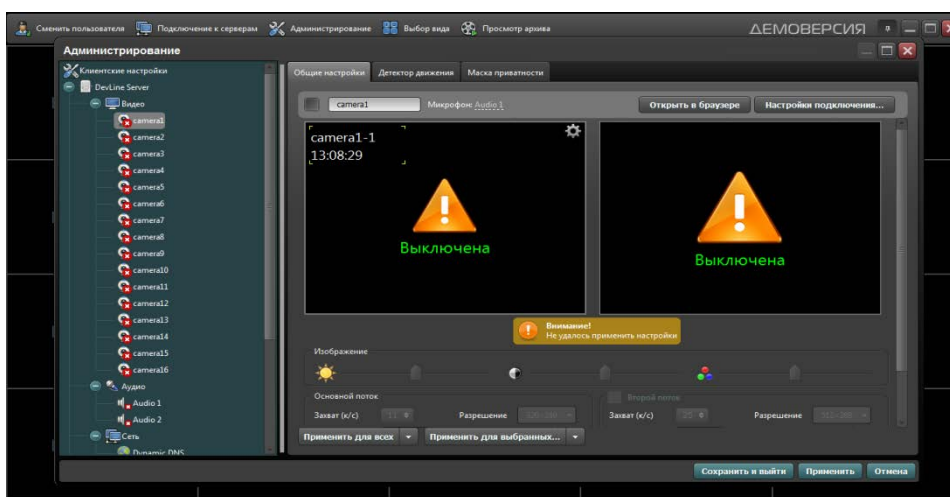 Сменить пользователя Подключение к серверам Администрирование Выбор вида Просмотр архива ДЕМОВЕРСИЯ
Администрирование
Клиентские настройки
DevLine Server
Видео
camera1
camera2
camera3
camera4
camera5
camera6
camera7
camera8
camera9
camera10
camera11
camera12
camera13
camera14
camera15
camera16
Аудио
Audio 1
Audio 2
Сеть
Dynamic DNS
Общие настройки Детектор движения Маска приватности
camera1 Микрофон: Audio 1 Открыть в браузере Настройки подключения...
camera1-1
13:08:29
Выключена
Выключена
Внимание!
Не удалось применить настройки
Изображение
Основной поток Второй поток
Захват (к/с) Разрешение Захват (к/с) 25 Разрешение
Применить для всех Применить для выбранных...
Сохранить и выйти Применить Отмена